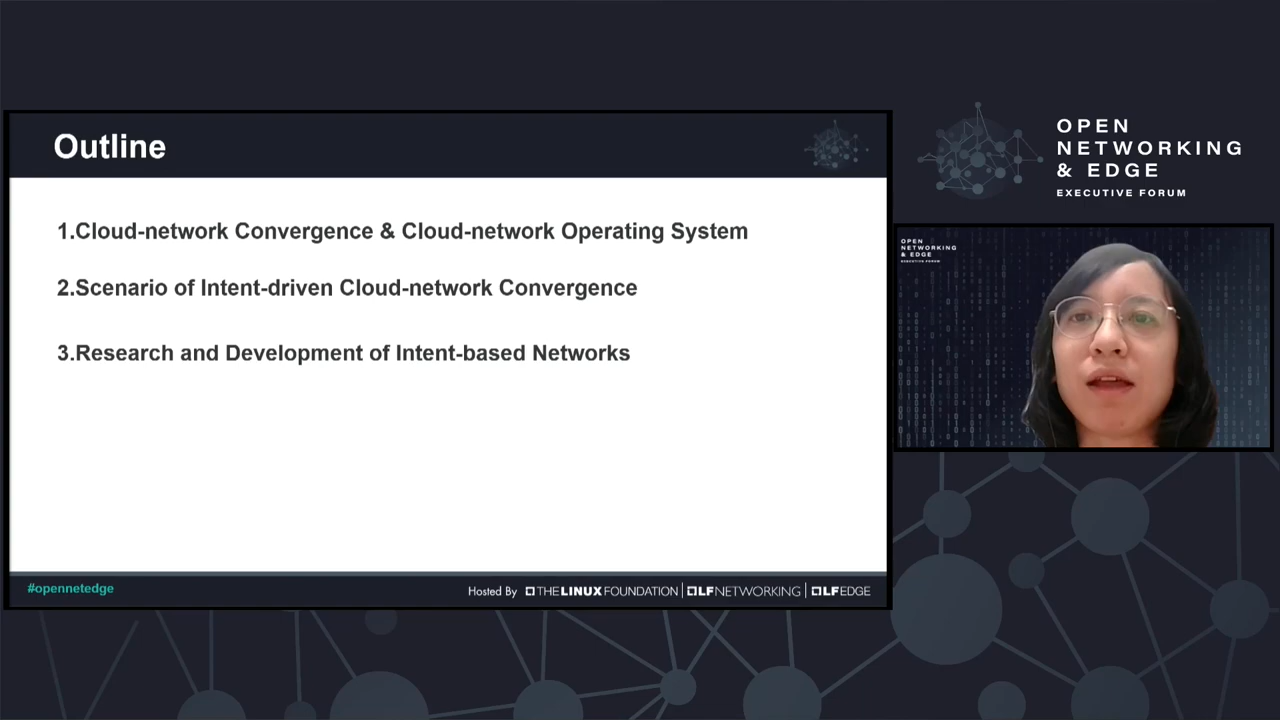 Outline
1.Cloud-network Convergence & Cloud-network Operating System
2.Scenario of Intent-driven Cloud-network Convergence
3.Research and Development of Intent-based Networks
#opennetedge
Hosted By THE LINUX FOUNDATION | LF NETWORKING | LF EDGE
OPEN
NETWORKING
& EDGE
EXECUTIVE FORUM
OPEN
NETWORKING
& EDGE
EXECUTIVE FORUM